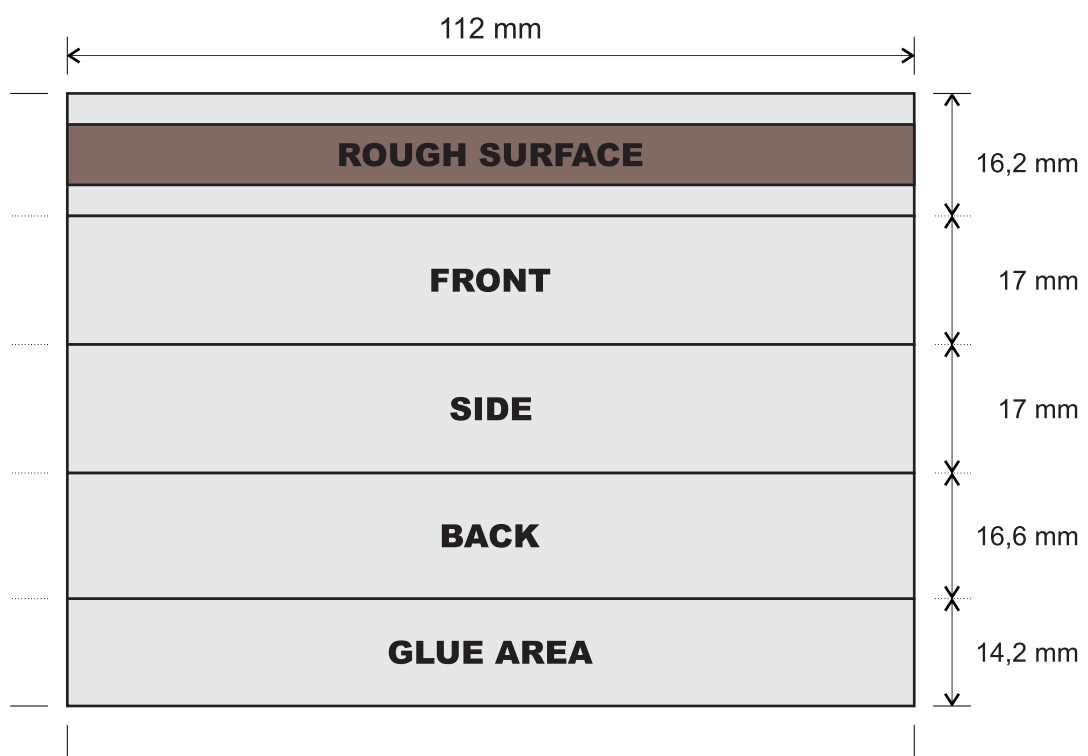 112 mm
ROUGH SURFACE
16,2 mm
FRONT
17 mm
SIDE
17 mm
BACK
16,6 mm
GLUE AREA
14,2 mm